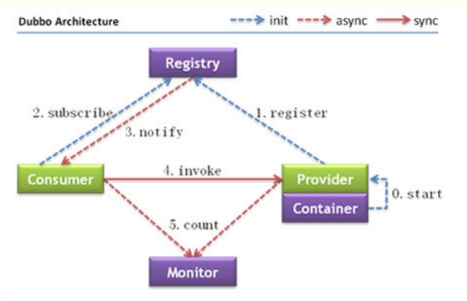 Dubbo Architecture
init
async
sync
Registry
2. subscribe
1. register
3. notify
4. invoke
Consumer
Provider
Container
0. start
5. count
Monitor